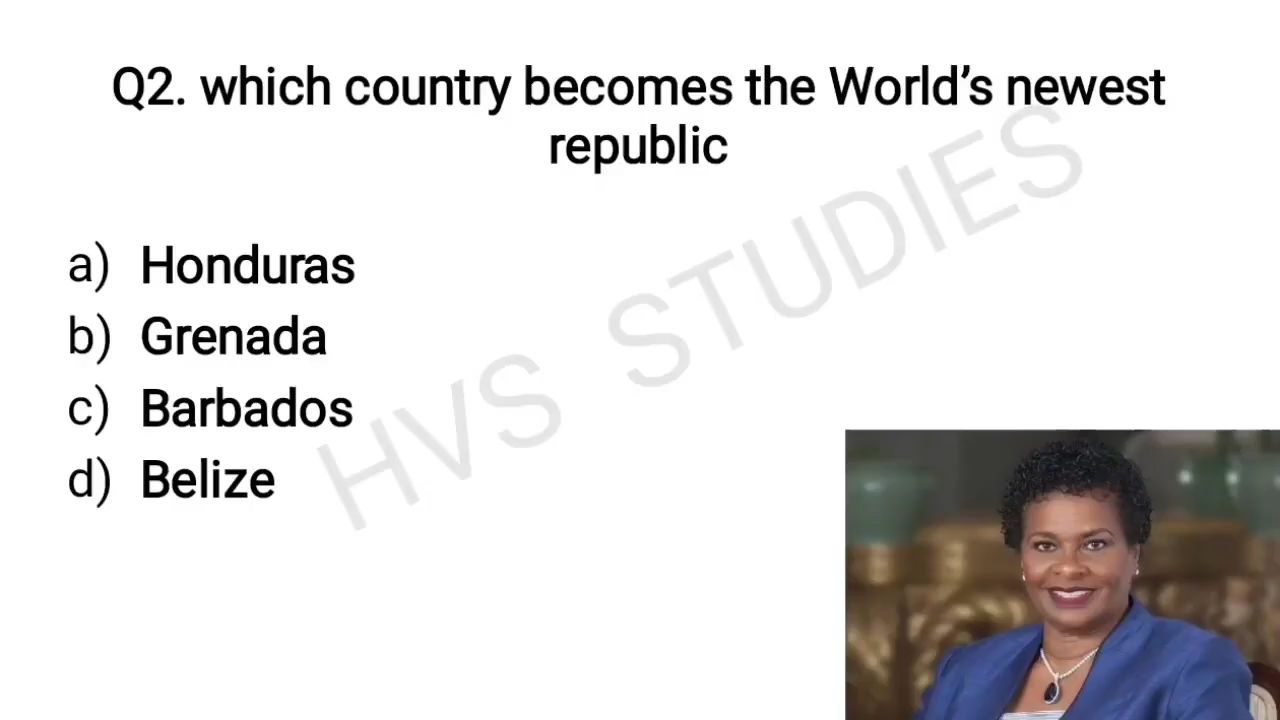 Q2. which country becomes the World’s newest
republic
a) Honduras
b) Grenada
c) Barbados
d) Belize
HVS STUDIES